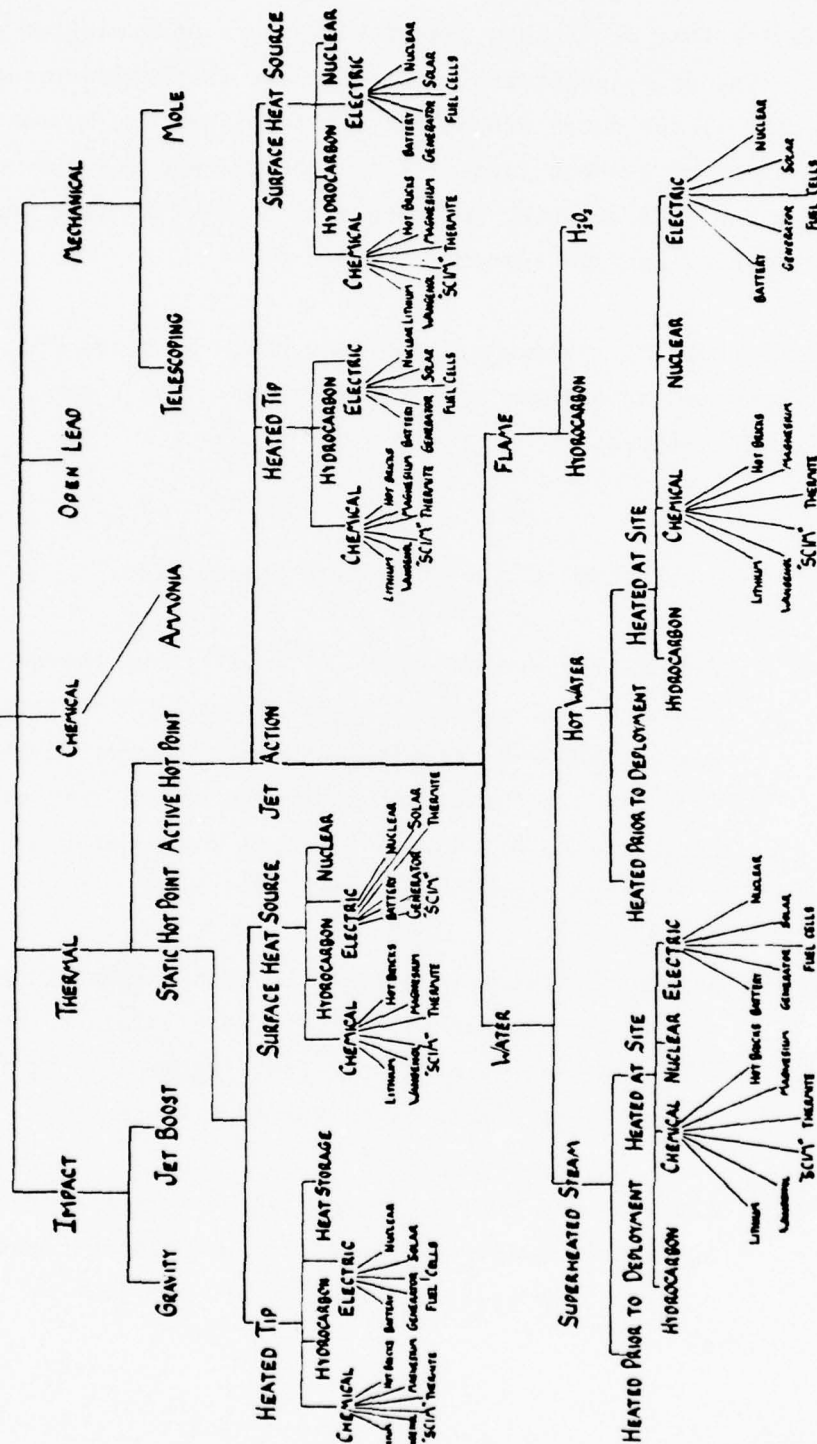 IMPACT THERMAL CHEMICAL OPEN LEAD MECHANICAL
GRAVITY JET BOOST STATIC HOT POINT ACTIVE HOT POINT AMMONIA TELESCOPING MOLE
HEATED TIP SURFACE HEAT SOURCE JET ACTION HEATED TIP SURFACE HEAT SOURCE
HYDROCARBON HEAT STORAGE HYDROCARBON NUCLEAR HYDROCARBON HYDROCARBON NUCLEAR
CHEMICAL ELECTRIC CHEMICAL ELECTRIC CHEMICAL ELECTRIC CHEMICAL ELECTRIC
HOT BRICKS BATTERY NUCLEAR LITHIUM HOT BRICKS BATTERY NUCLEAR LITHIUM HOT BRICKS BATTERY NUCLEAR LITHIUM HOT BRICKS BATTERY NUCLEAR
MAGNESIUM GENERATOR SOLAR WANGENOL MAGNESIUM GENERATOR SOLAR WANGENOL MAGNESIUM GENERATOR SOLAR WANGENOL MAGNESIUM GENERATOR SOLAR
"SCIM" THERMITE FUEL CELLS "SCIM" THERMITE "SCIM" THERMITE "SCIM" THERMITE FUEL CELLS "SCIM" THERMITE FUEL CELLS
WATER FLAME
SUPERHEATED STEAM HOT WATER HYDROCARBON H2O2
HEATED PRIOR TO DEPLOYMENT HEATED AT SITE HEATED PRIOR TO DEPLOYMENT HEATED AT SITE
HYDROCARBON CHEMICAL NUCLEAR ELECTRIC HYDROCARBON CHEMICAL NUCLEAR ELECTRIC
LITHIUM HOT BRICKS BATTERY NUCLEAR LITHIUM HOT BRICKS BATTERY NUCLEAR
WANGENOL MAGNESIUM GENERATOR SOLAR WANGENOL MAGNESIUM GENERATOR SOLAR
"SCIM" THERMITE FUEL CELLS "SCIM" THERMITE FUEL CELLS